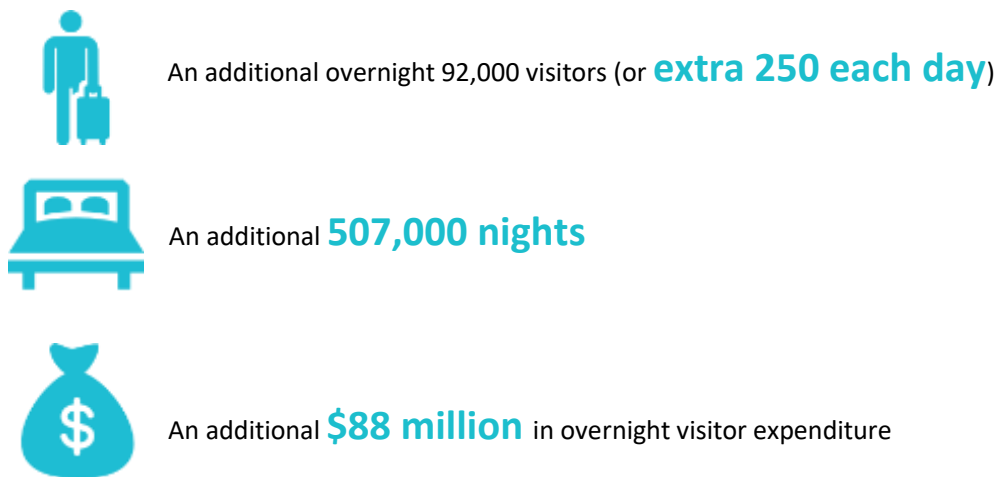 An additional overnight 92,000 visitors (or extra 250 each day)
An additional 507,000 nights
$
An additional $88 million in overnight visitor expenditure